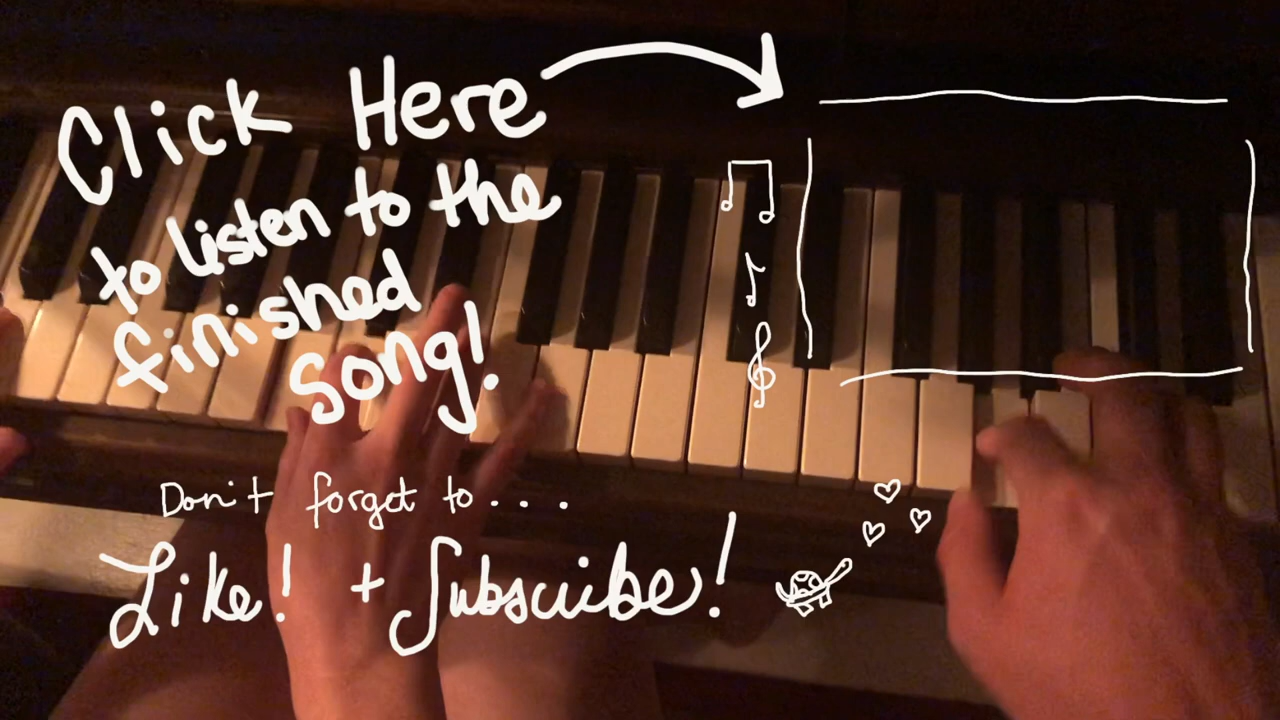 Click Here
to listen to the
finished
song!
Don't forget to....
Like! + Subscribe!